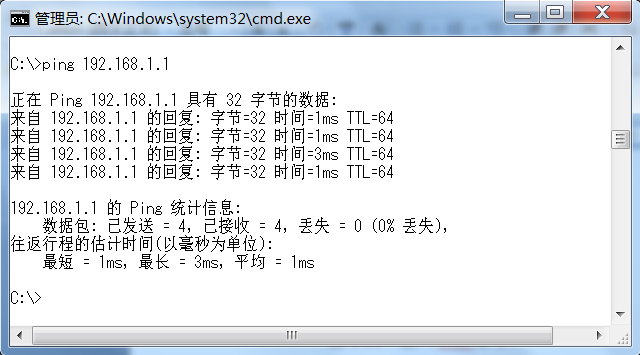 管理员: C:\Windows\system32\cmd.exe
C:\>ping 192.168.1.1
正在 Ping 192.168.1.1 具有 32 字节的数据:
来自 192.168.1.1 的回复: 字节=32 时间=1ms TTL=64
来自 192.168.1.1 的回复: 字节=32 时间=1ms TTL=64
来自 192.168.1.1 的回复: 字节=32 时间=3ms TTL=64
来自 192.168.1.1 的回复: 字节=32 时间=1ms TTL=64
192.168.1.1 的 Ping 统计信息:
数据包: 已发送 = 4，已接收 = 4，丢失 = 0 (0% 丢失)，
往返行程的估计时间(以毫秒为单位):
最短 = 1ms，最长 = 3ms，平均 = 1ms
C:\>